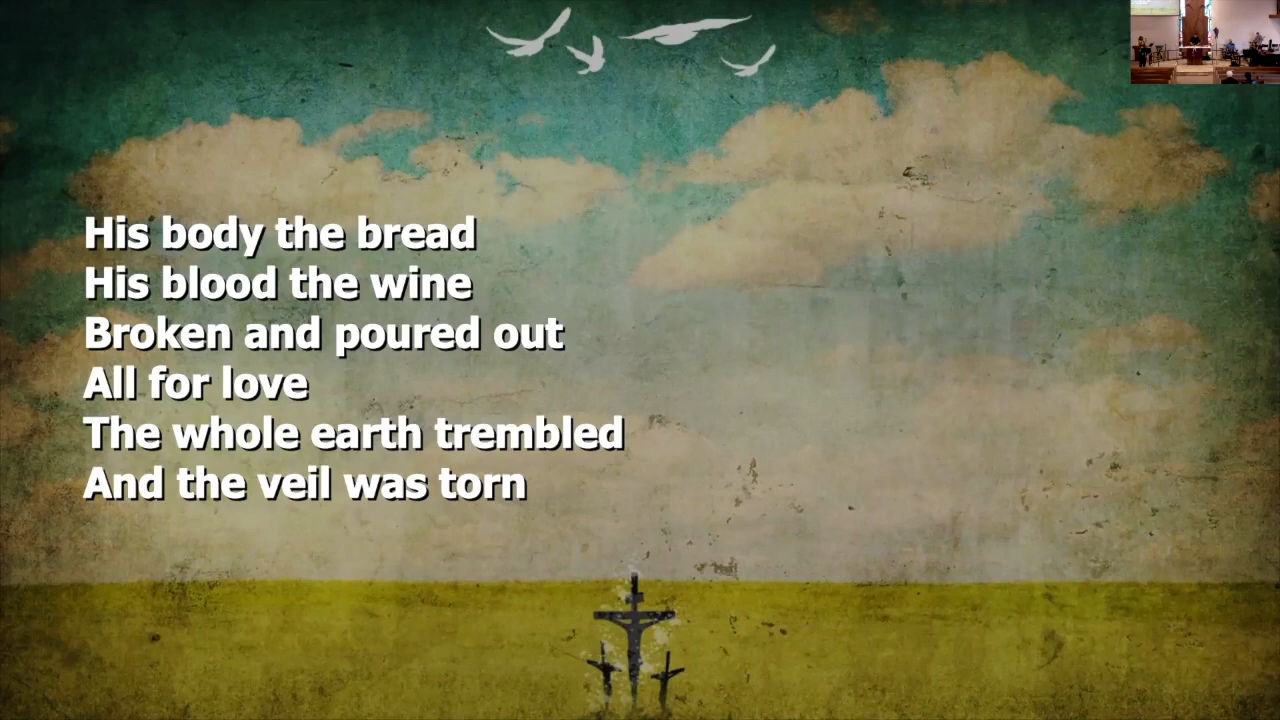 His body the bread
His blood the wine
Broken and poured out
All for love
The whole earth trembled
And the veil was torn